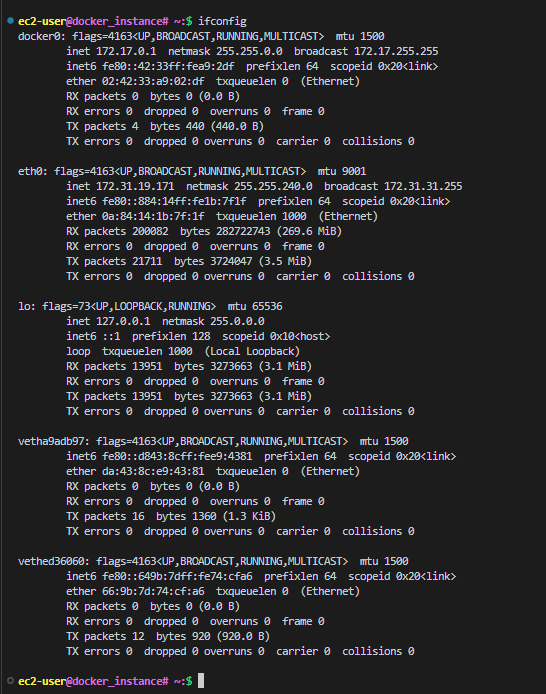 ec2-user@docker_instance# ~:$ ifconfig
docker0: flags=4163<UP,BROADCAST,RUNNING,MULTICAST>  mtu 1500
        inet 172.17.0.1  netmask 255.255.0.0  broadcast 172.17.255.255
        inet6 fe80::42:33ff:fea9:2df  prefixlen 64  scopeid 0x20<link>
        ether 02:42:33:a9:02:df  txqueuelen 0  (Ethernet)
        RX packets 0  bytes 0 (0.0 B)
        RX errors 0  dropped 0  overruns 0  frame 0
        TX packets 4  bytes 440 (440.0 B)
        TX errors 0  dropped 0 overruns 0  carrier 0  collisions 0

eth0: flags=4163<UP,BROADCAST,RUNNING,MULTICAST>  mtu 9001
        inet 172.31.19.171  netmask 255.255.240.0  broadcast 172.31.31.255
        inet6 fe80::884:14ff:fe1b:7f1f  prefixlen 64  scopeid 0x20<link>
        ether 0a:84:14:1b:7f:1f  txqueuelen 1000  (Ethernet)
        RX packets 200082  bytes 282722743 (269.6 MiB)
        RX errors 0  dropped 0  overruns 0  frame 0
        TX packets 21711  bytes 3724047 (3.5 MiB)
        TX errors 0  dropped 0 overruns 0  carrier 0  collisions 0

lo: flags=73<UP,LOOPBACK,RUNNING>  mtu 65536
        inet 127.0.0.1  netmask 255.0.0.0
        inet6 ::1  prefixlen 128  scopeid 0x10<host>
        loop  txqueuelen 1000  (Local Loopback)
        RX packets 13951  bytes 3273663 (3.1 MiB)
        RX errors 0  dropped 0  overruns 0  frame 0
        TX packets 13951  bytes 3273663 (3.1 MiB)
        TX errors 0  dropped 0 overruns 0  carrier 0  collisions 0

vetha9adb97: flags=4163<UP,BROADCAST,RUNNING,MULTICAST>  mtu 1500
        inet6 fe80::d843:8cff:fee9:4381  prefixlen 64  scopeid 0x20<link>
        ether da:43:8c:e9:43:81  txqueuelen 0  (Ethernet)
        RX packets 0  bytes 0 (0.0 B)
        RX errors 0  dropped 0  overruns 0  frame 0
        TX packets 16  bytes 1360 (1.3 KiB)
        TX errors 0  dropped 0 overruns 0  carrier 0  collisions 0

vethed36060: flags=4163<UP,BROADCAST,RUNNING,MULTICAST>  mtu 1500
        inet6 fe80::649b:7dff:fe74:cfa6  prefixlen 64  scopeid 0x20<link>
        ether 66:9b:7d:74:cf:a6  txqueuelen 0  (Ethernet)
        RX packets 0  bytes 0 (0.0 B)
        RX errors 0  dropped 0  overruns 0  frame 0
        TX packets 12  bytes 920 (920.0 B)
        TX errors 0  dropped 0 overruns 0  carrier 0  collisions 0

ec2-user@docker_instance# ~:$